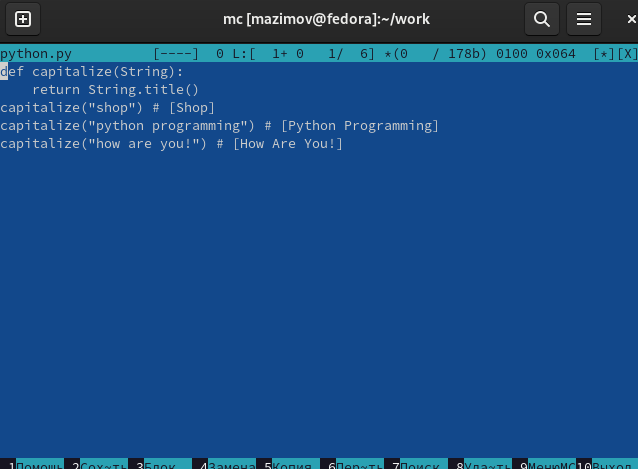 mc [mazimov@fedora]:~/work
python.py [----] 0 L:[ 1+ 0 1/ 6] *(0 / 178b) 0100 0x064 [*][X]
def capitalize(String):
    return String.title()
capitalize("shop") # [Shop]
capitalize("python programming") # [Python Programming]
capitalize("how are you!") # [How Are You!]
1Помощь 2Сох~ть 3Блок 4Замена 5Копия 6Пер~ть 7Поиск 8Уда~ть 9МенюMC 10Выход